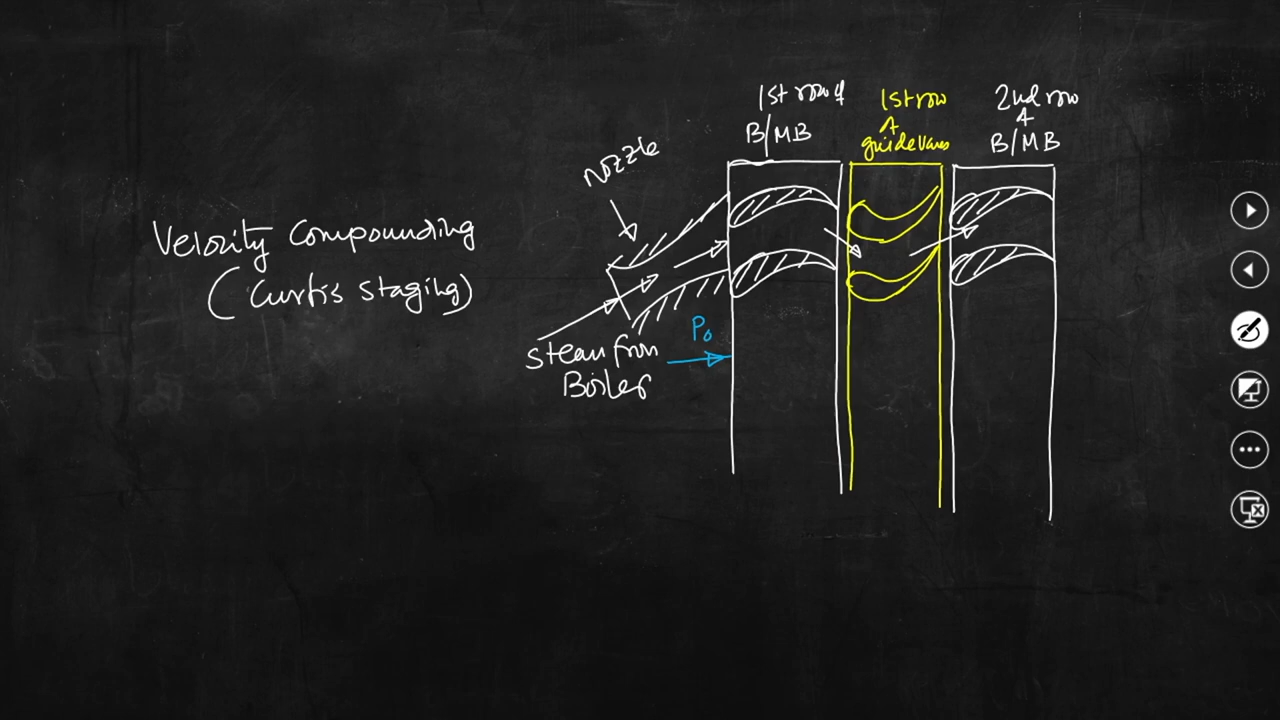 Velocity Compounding
(Curtis staging)
Nozzle
Steam from
Boiler
P₀
1st row of
B/MB
1st row
of
guide vanes
2nd row
of
B/MB